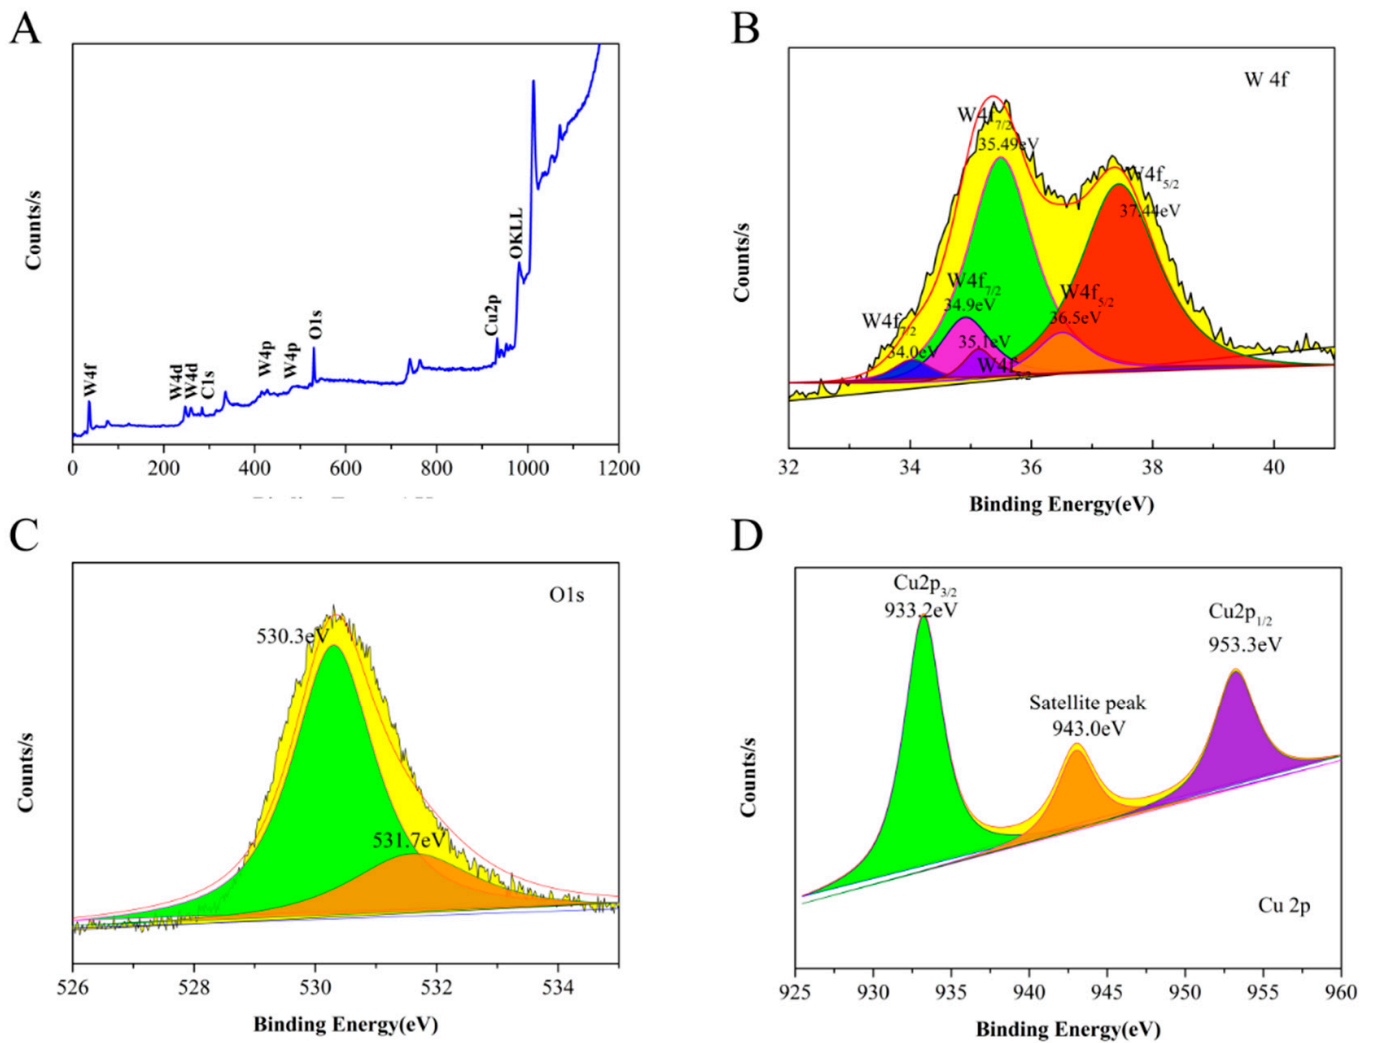 A
Counts/s
W4f
W4d
W4d
C1s
W4p
W4p
O1s
Cu2p
OKLL
0 200 400 600 800 1000 1200
B
W 4f
Counts/s
W4f7/2
35.49eV
W4f5/2
37.44eV
W4f7/2
34.9eV
W4f5/2
36.5eV
W4f7/2
34.0eV
35.1eV
32 34 36 38 40
Binding Energy(eV)
C
O1s
Counts/s
530.3eV
531.7eV
526 528 530 532 534
Binding Energy(eV)
D
Counts/s
Cu2p3/2
933.2eV
Cu2p1/2
953.3eV
Satellite peak
943.0eV
Cu 2p
925 930 935 940 945 950 955 960
Binding Energy(eV)